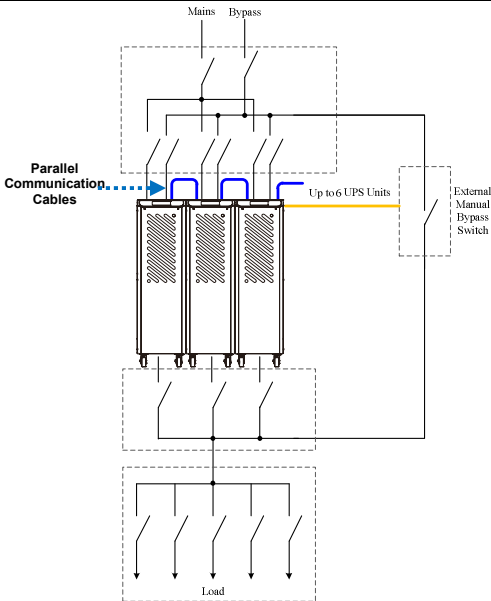 Mains
Bypass
Parallel
Communication
Cables
Up to 6 UPS Units
External
Manual
Bypass
Switch
Load